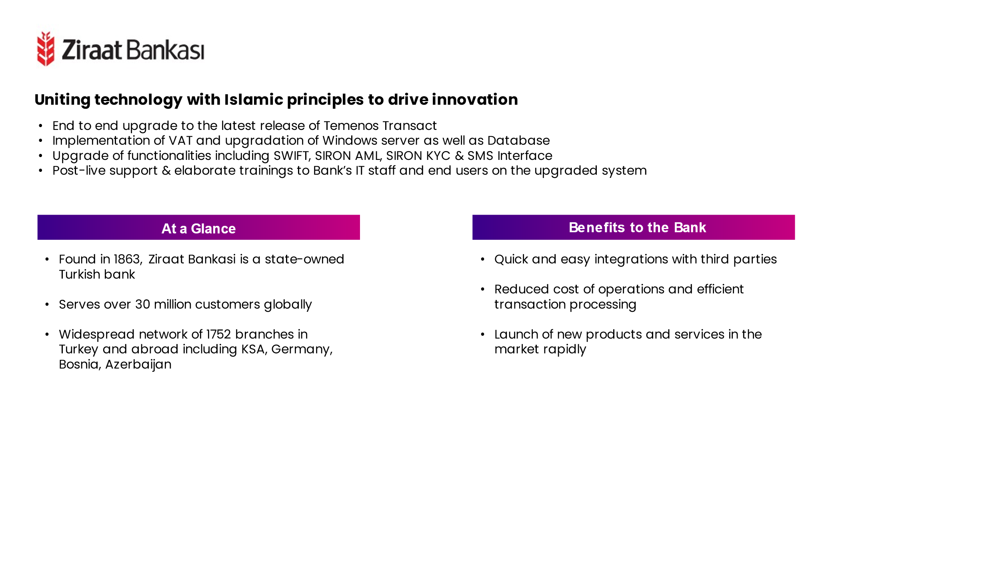 Ziraat Bankası
Uniting technology with Islamic principles to drive innovation
• End to end upgrade to the latest release of Temenos Transact
• Implementation of VAT and upgradation of Windows server as well as Database
• Upgrade of functionalities including SWIFT, SIRON AML, SIRON KYC & SMS Interface
• Post-live support & elaborate trainings to Bank’s IT staff and end users on the upgraded system
At a Glance
• Found in 1863, Ziraat Bankasi is a state-owned
Turkish bank
• Serves over 30 million customers globally
• Widespread network of 1752 branches in
Turkey and abroad including KSA, Germany,
Bosnia, Azerbaijan
Benefits to the Bank
• Quick and easy integrations with third parties
• Reduced cost of operations and efficient
transaction processing
• Launch of new products and services in the
market rapidly